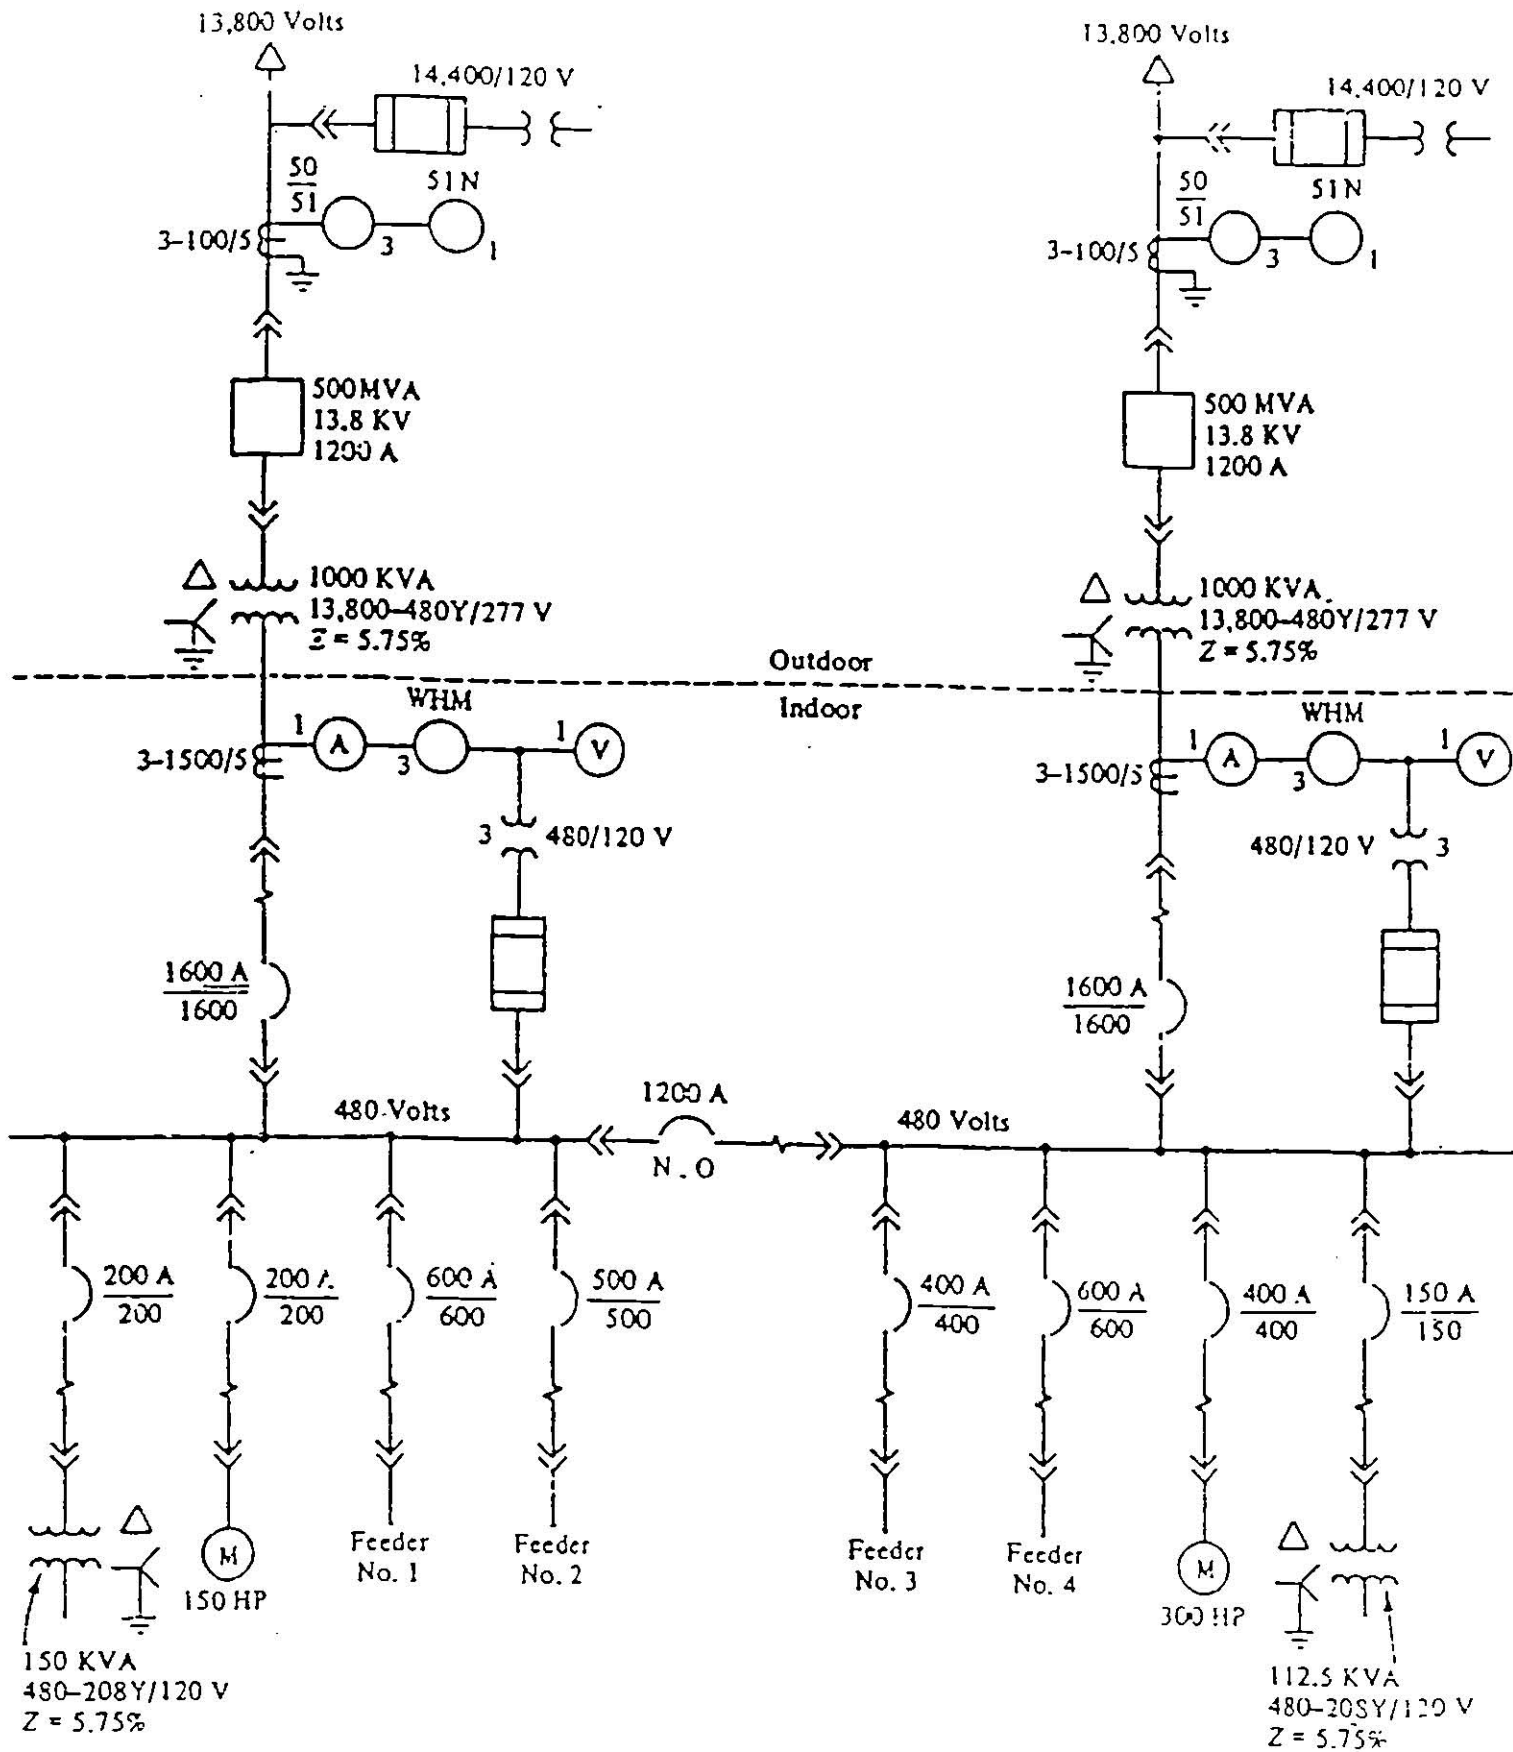 13,800 Volts
14,400/120 V
50
51
51N
3-100/5
3
1
500MVA
13.8 KV
1200 A
1000 KVA
13,800-480Y/277 V
Z = 5.75%
13,800 Volts
14,400/120 V
50
51
51N
3-100/5
3
1
500 MVA
13.8 KV
1200 A
1000 KVA
13,800-480Y/277 V
Z = 5.75%
Outdoor
Indoor
WHM
1
A
3
1
V
3-1500/5
3
480/120 V
1600 A
1600
WHM
1
A
3
1
V
3-1500/5
480/120 V
3
1600 A
1600
480 Volts
1200 A
N.O
480 Volts
200 A
200
200 A
200
600 A
600
500 A
500
400 A
400
600 A
600
400 A
400
150 A
150
M
150 HP
Feeder
No. 1
Feeder
No. 2
Feeder
No. 3
Feeder
No. 4
M
300 HP
150 KVA
480-208Y/120 V
Z = 5.75%
112.5 KVA
480-208Y/120 V
Z = 5.75%